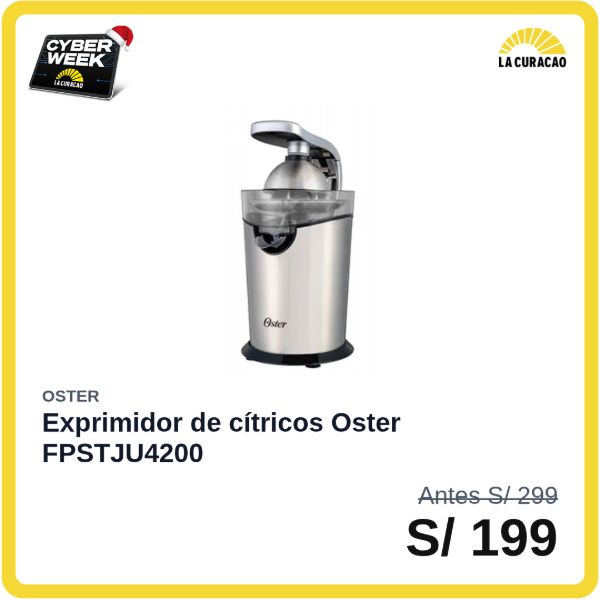 CYBER
WEEK
LA CURACAO
LA CURACAO
Oster
OSTER
Exprimidor de cítricos Oster
FPSTJU4200
Antes S/ 299
S/ 199